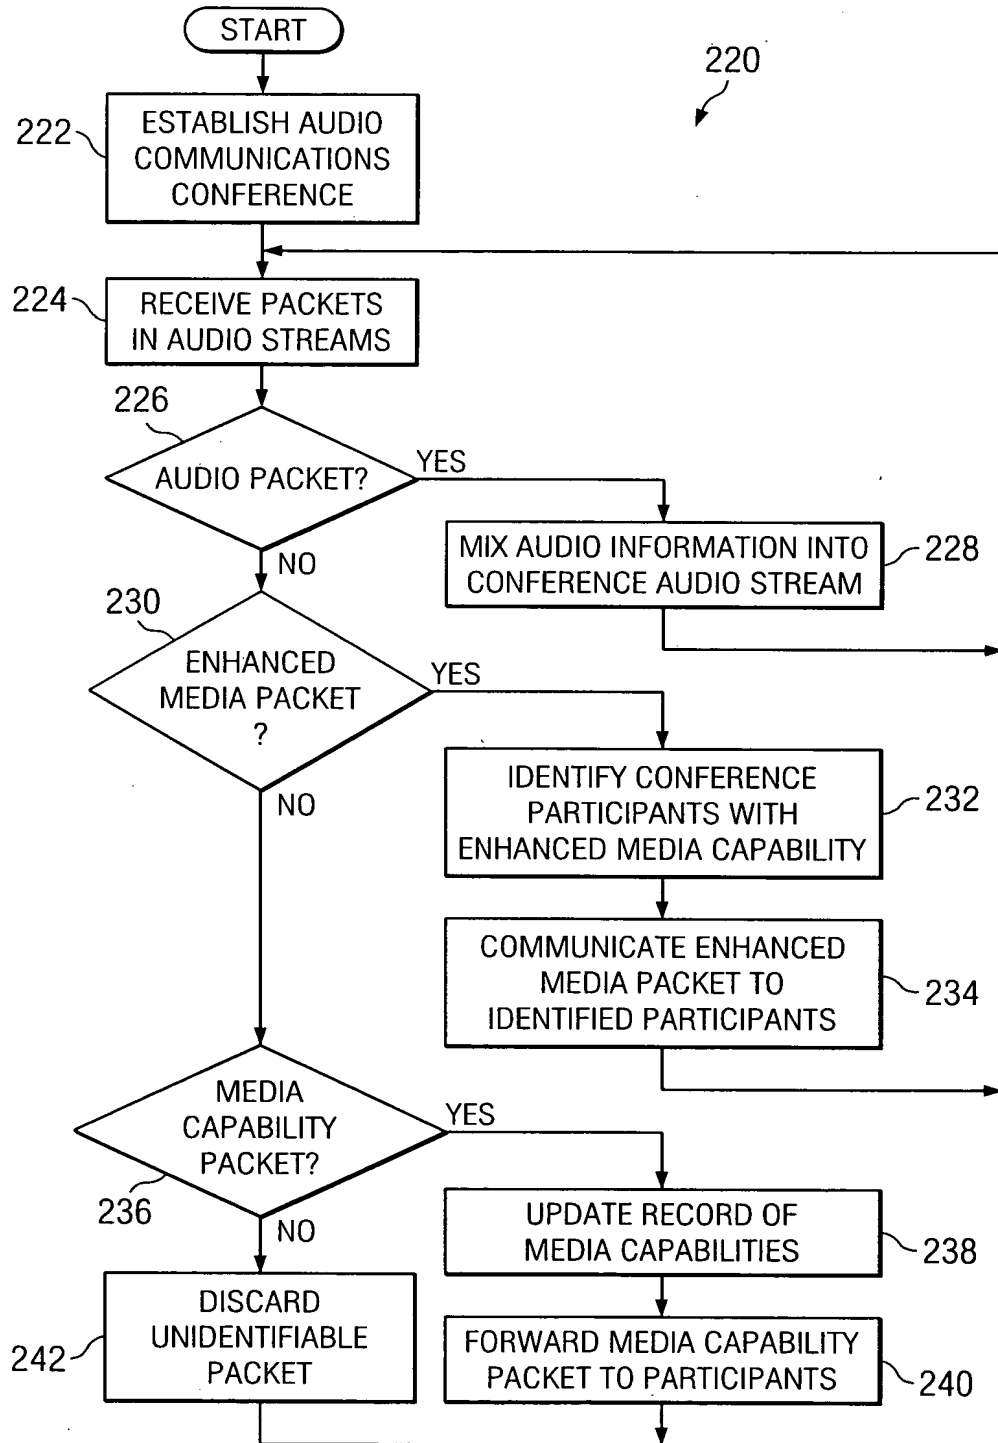 START
220
222
ESTABLISH AUDIO
COMMUNICATIONS
CONFERENCE
224
RECEIVE PACKETS
IN AUDIO STREAMS
226
AUDIO PACKET?
YES
NO
MIX AUDIO INFORMATION INTO
CONFERENCE AUDIO STREAM
228
230
ENHANCED
MEDIA PACKET
?
YES
NO
IDENTIFY CONFERENCE
PARTICIPANTS WITH
ENHANCED MEDIA CAPABILITY
232
COMMUNICATE ENHANCED
MEDIA PACKET TO
IDENTIFIED PARTICIPANTS
234
MEDIA
CAPABILITY
PACKET?
YES
236
NO
UPDATE RECORD OF
MEDIA CAPABILITIES
238
242
DISCARD
UNIDENTIFIABLE
PACKET
FORWARD MEDIA CAPABILITY
PACKET TO PARTICIPANTS
240